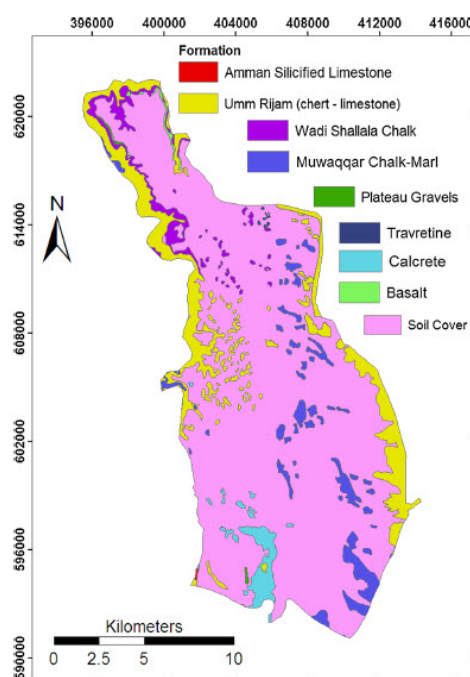 396000 400000 404000 408000 412000 416000
Formation
Amman Silicified Limestone
Umm Rijam (chert - limestone)
Wadi Shallala Chalk
Muwaqqar Chalk-Marl
Plateau Gravels
Travretine
Calcrete
Basalt
Soil Cover
620000
614000
608000
602000
596000
590000
N
Kilometers
0 2.5 5 10